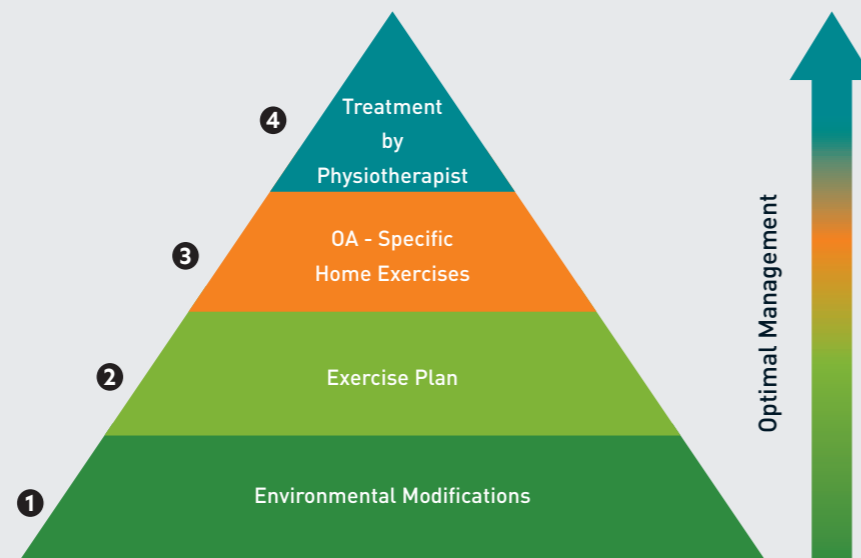 4
Treatment
by
Physiotherapist
3
OA - Specific
Home Exercises
2
Exercise Plan
1
Environmental Modifications
Optimal Management